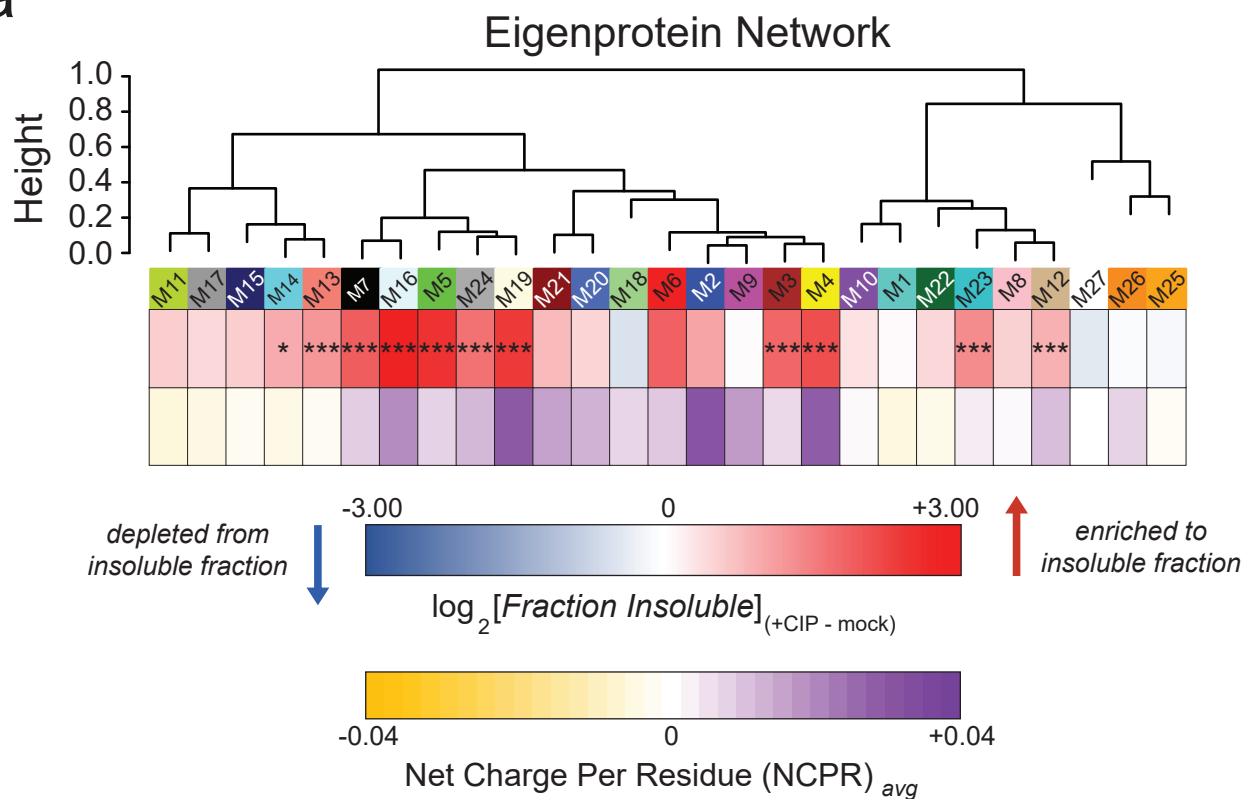 a
Eigenprotein Network
Height
1.0
0.8
0.6
0.4
0.2
0.0
M11 M17 M15 M14 M13 M7 M16 M5 M24 M19 M21 M20 M18 M6 M2 M9 M3 M4 M10 M1 M22 M23 M8 M12 M27 M26 M25
* *** *** *** *** *** *** *** *** *** ***
-3.00 0 +3.00
depleted from
insoluble fraction
enriched to
insoluble fraction
log2[Fraction Insoluble](+CIP - mock)
-0.04 0 +0.04
Net Charge Per Residue (NCPR) avg